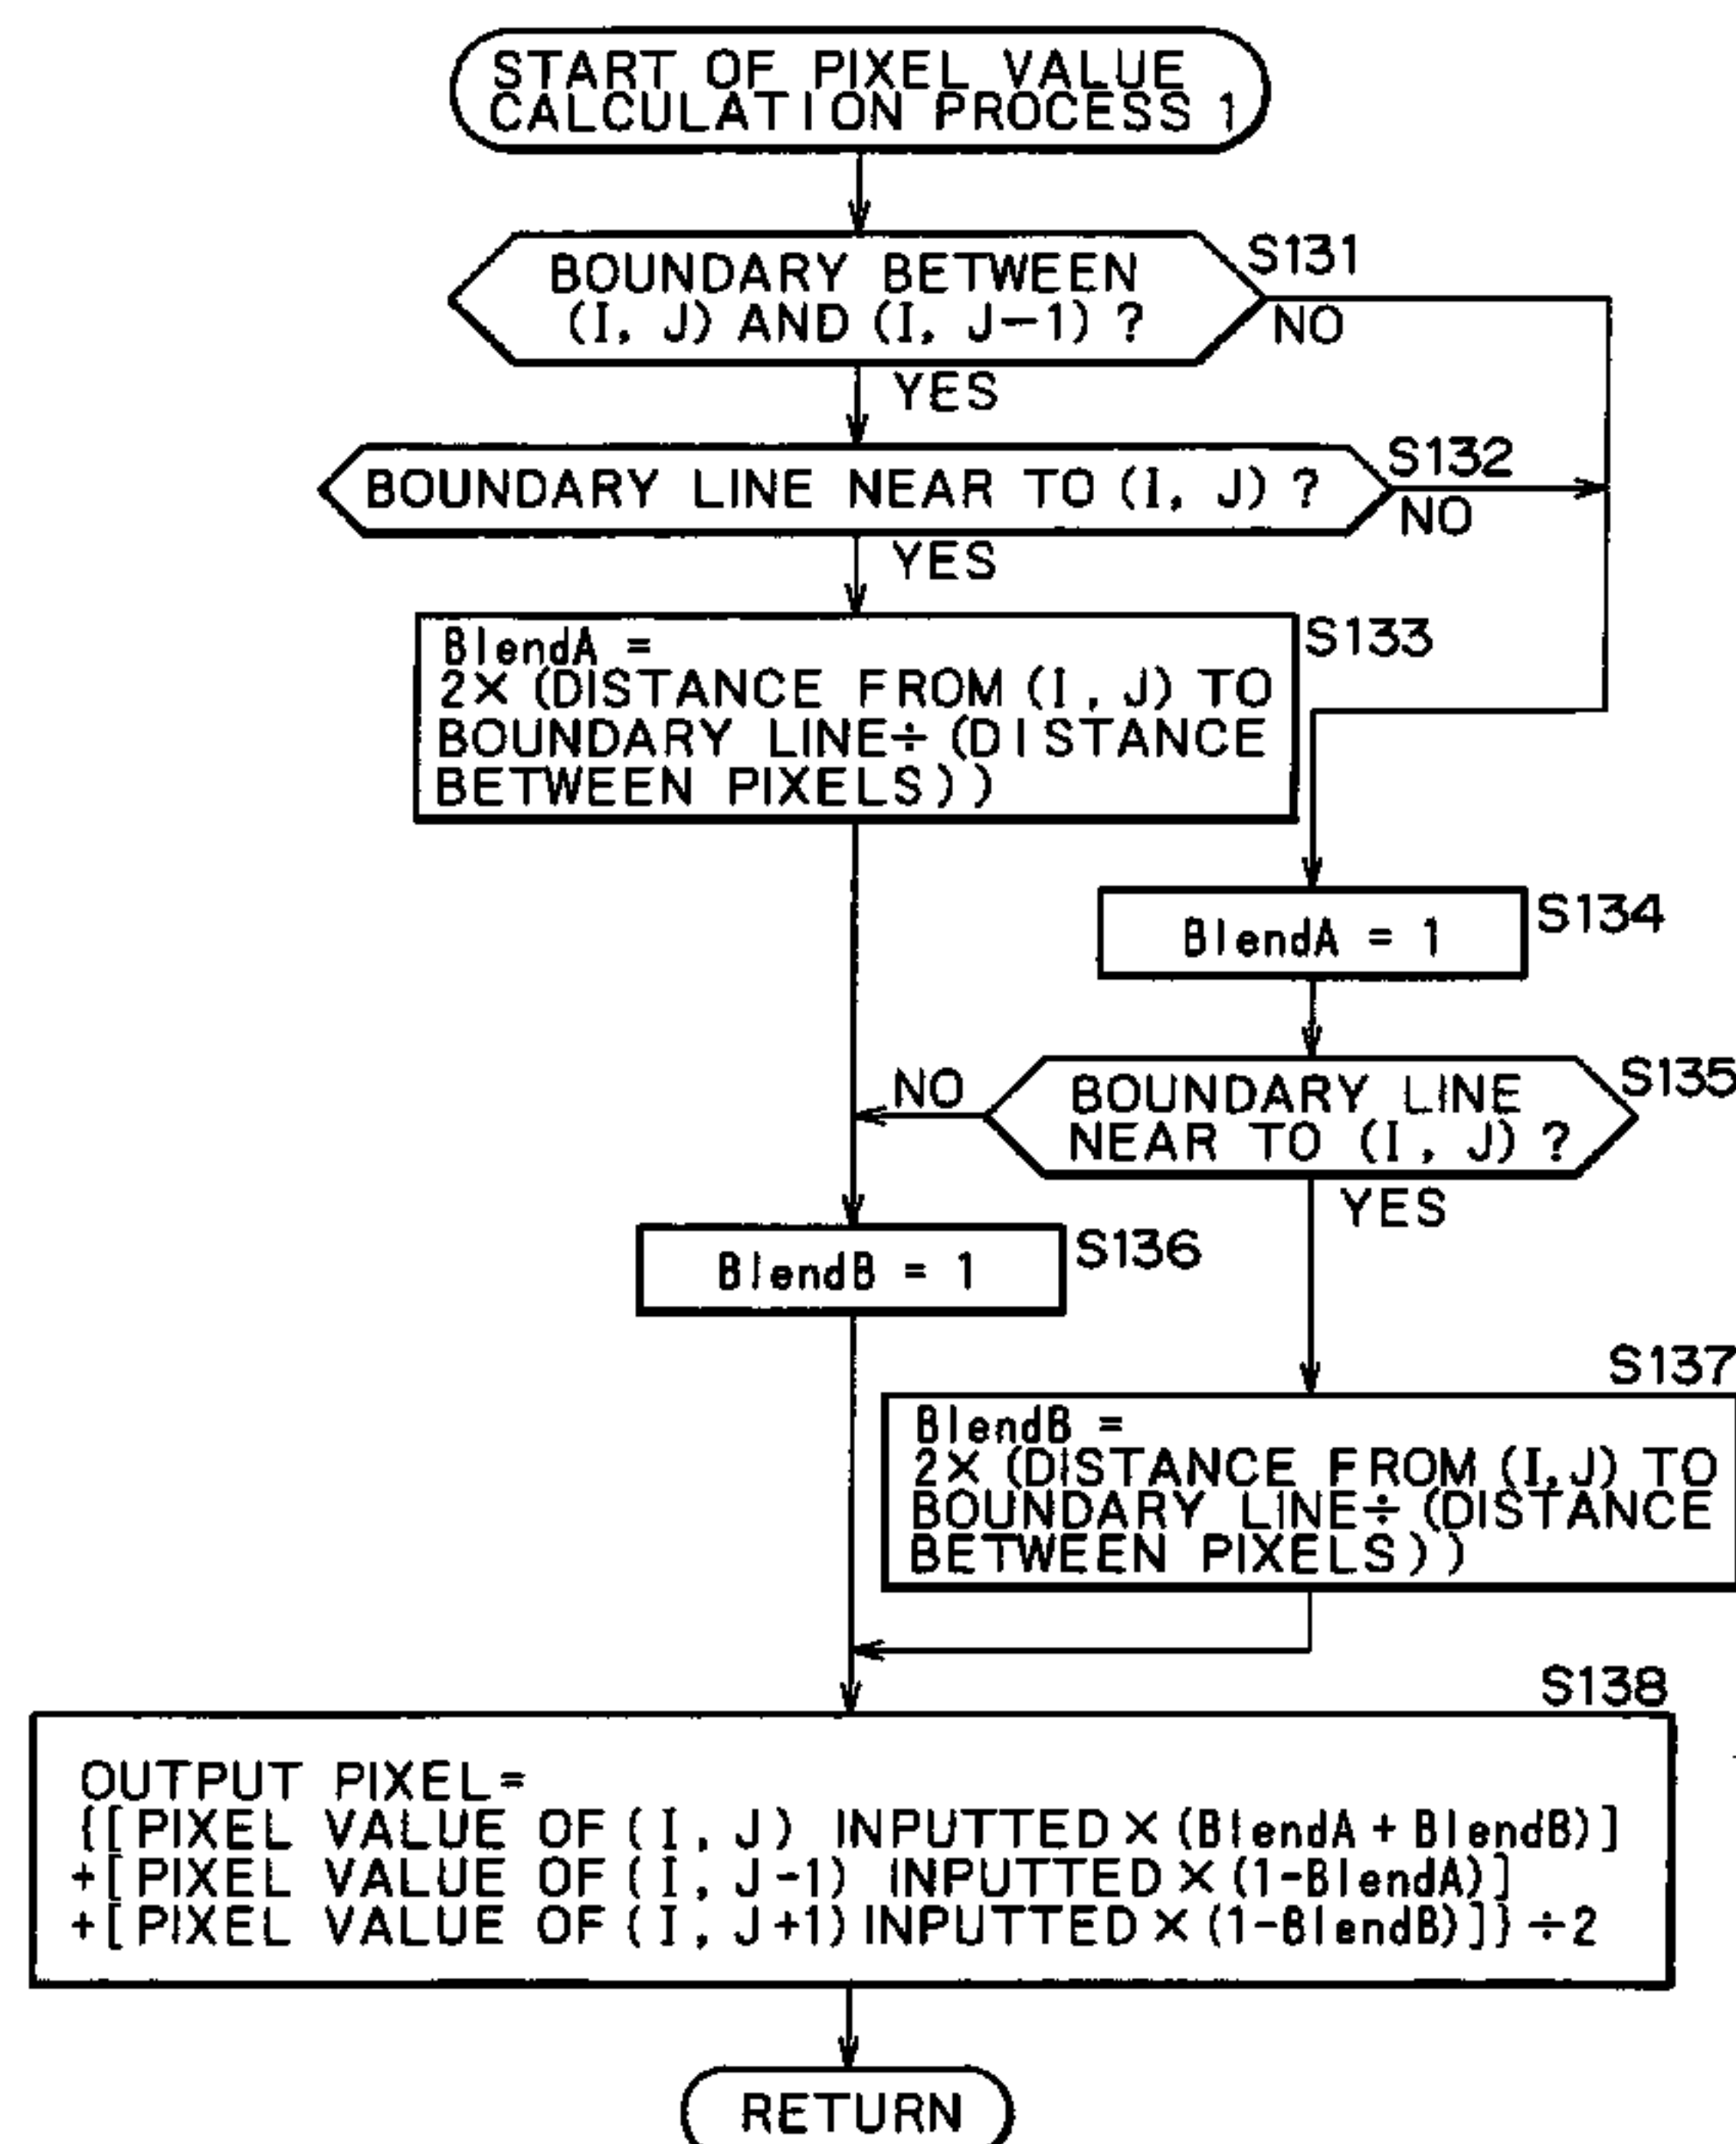 START OF PIXEL VALUE
CALCULATION PROCESS 1
BOUNDARY BETWEEN
(I, J) AND (I, J-1) ?
S131
NO
YES
BOUNDARY LINE NEAR TO (I, J) ?
S132
NO
YES
BlendA =
2× (DISTANCE FROM (I, J) TO
BOUNDARY LINE÷ (DISTANCE
BETWEEN PIXELS))
S133
BlendA = 1
S134
BOUNDARY LINE
NEAR TO (I, J) ?
S135
NO
YES
BlendB = 1
S136
S137
BlendB =
2× (DISTANCE FROM (I, J) TO
BOUNDARY LINE÷ (DISTANCE
BETWEEN PIXELS))
S138
OUTPUT PIXEL=
{[PIXEL VALUE OF (I, J) INPUTTED × (BlendA + BlendB)]
+[PIXEL VALUE OF (I, J-1) INPUTTED × (1-BlendA)]
+[PIXEL VALUE OF (I, J+1) INPUTTED × (1-BlendB)]} ÷2
RETURN